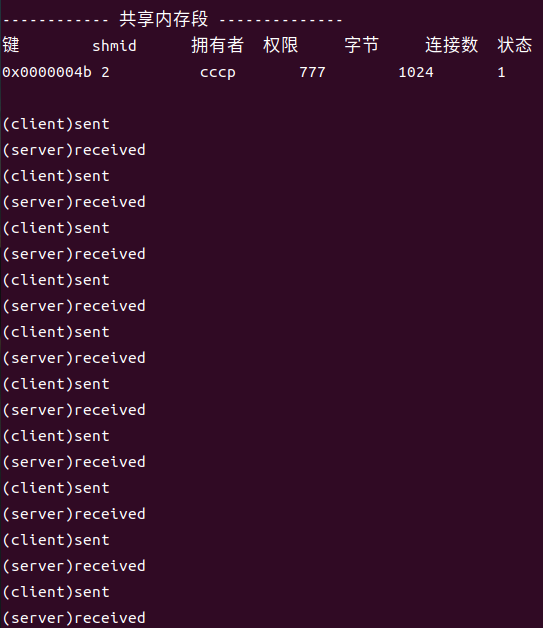 ------------ 共享内存段 --------------
键        shmid      拥有者  权限     字节     连接数  状态
0x0000004b 2          cccp       777        1024       1

(client)sent
(server)received
(client)sent
(server)received
(client)sent
(server)received
(client)sent
(server)received
(client)sent
(server)received
(client)sent
(server)received
(client)sent
(server)received
(client)sent
(server)received
(client)sent
(server)received
(client)sent
(server)received